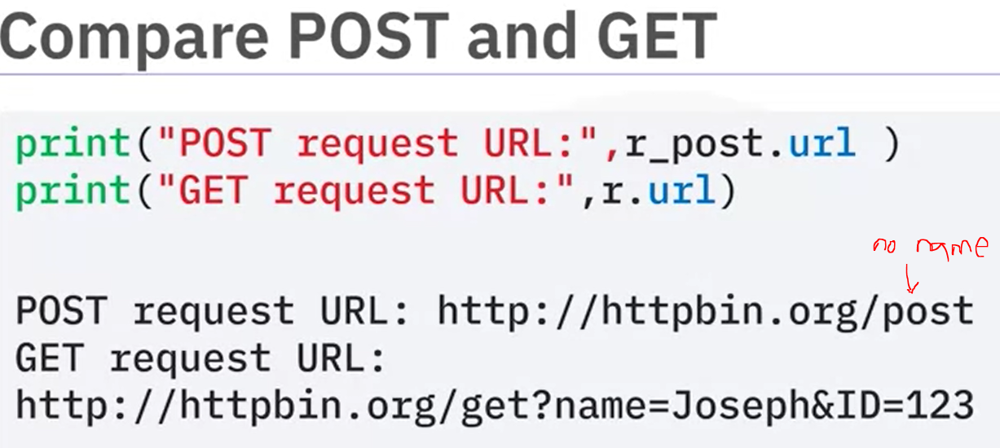 Compare POST and GET
print("POST request URL:",r_post.url )
print("GET request URL:",r.url)
no name
POST request URL: http://httpbin.org/post
GET request URL:
http://httpbin.org/get?name=Joseph&ID=123